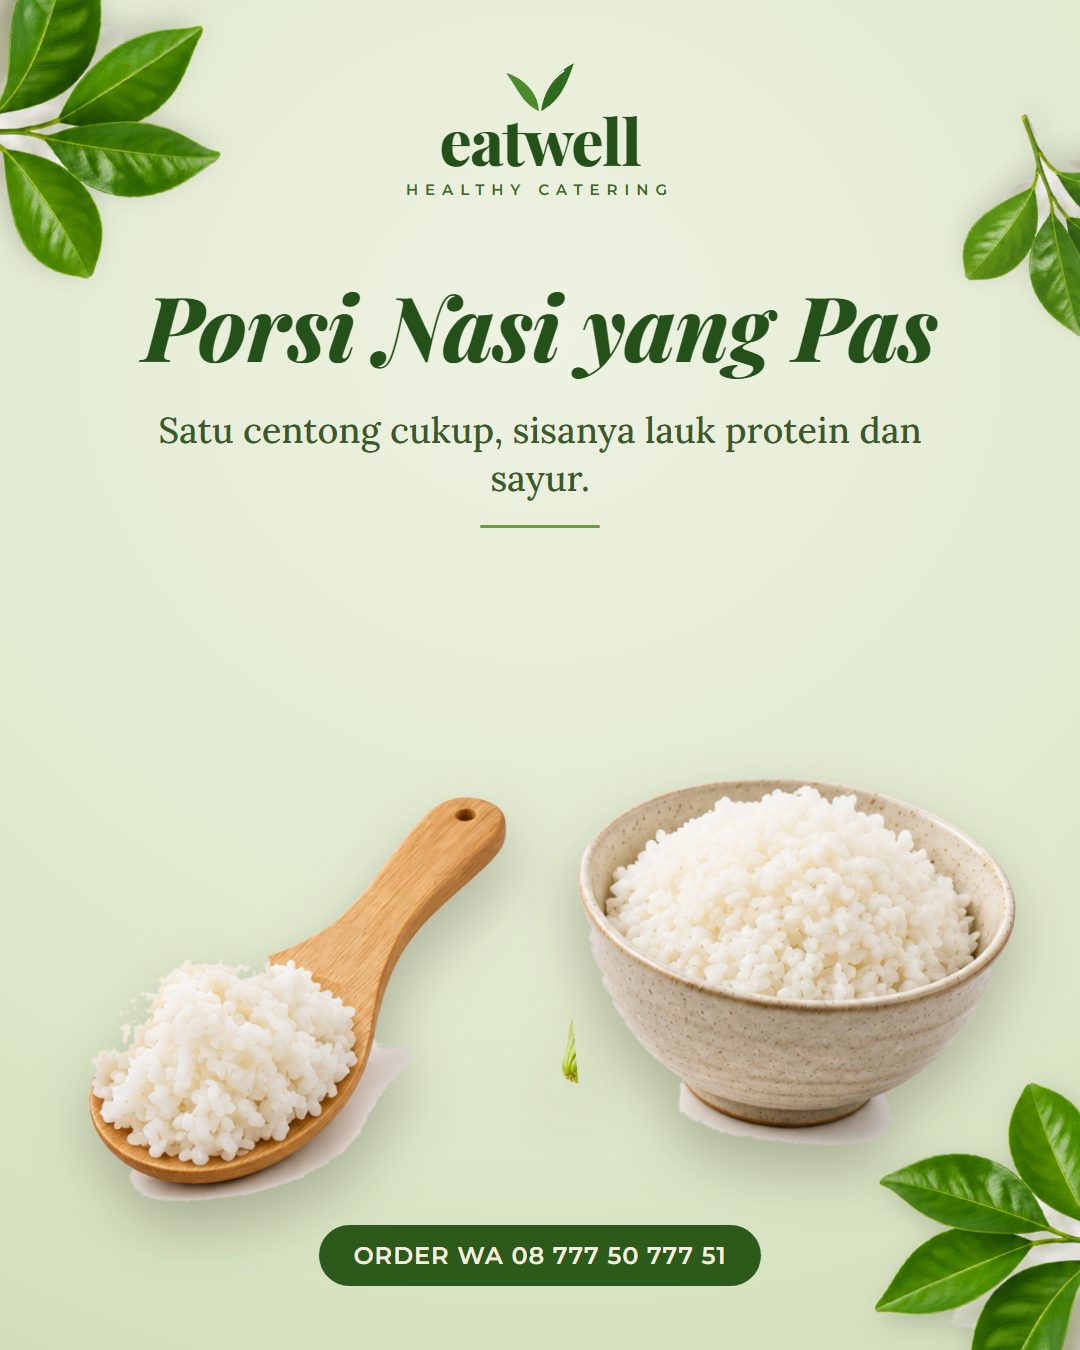 eatwell
HEALTHY CATERING
Porsi Nasi yang Pas
Satu centong cukup, sisanya lauk protein dan
sayur.
ORDER WA 08 777 50 777 51